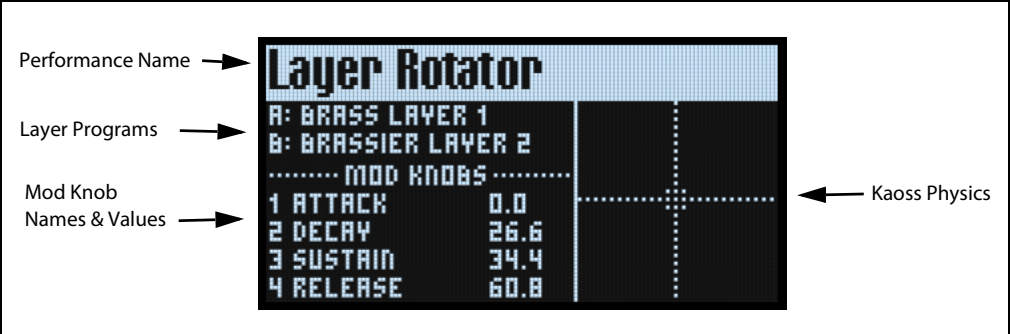 Performance Name
Layer Rotator
Layer Programs
A: BRASS LAYER 1
B: BRASSIER LAYER 2
MOD KNOBS
Mod Knob
Names & Values
1 ATTACK 0.0
2 DECAY 26.6
3 SUSTAIN 34.4
4 RELEASE 60.8
Kaoss Physics